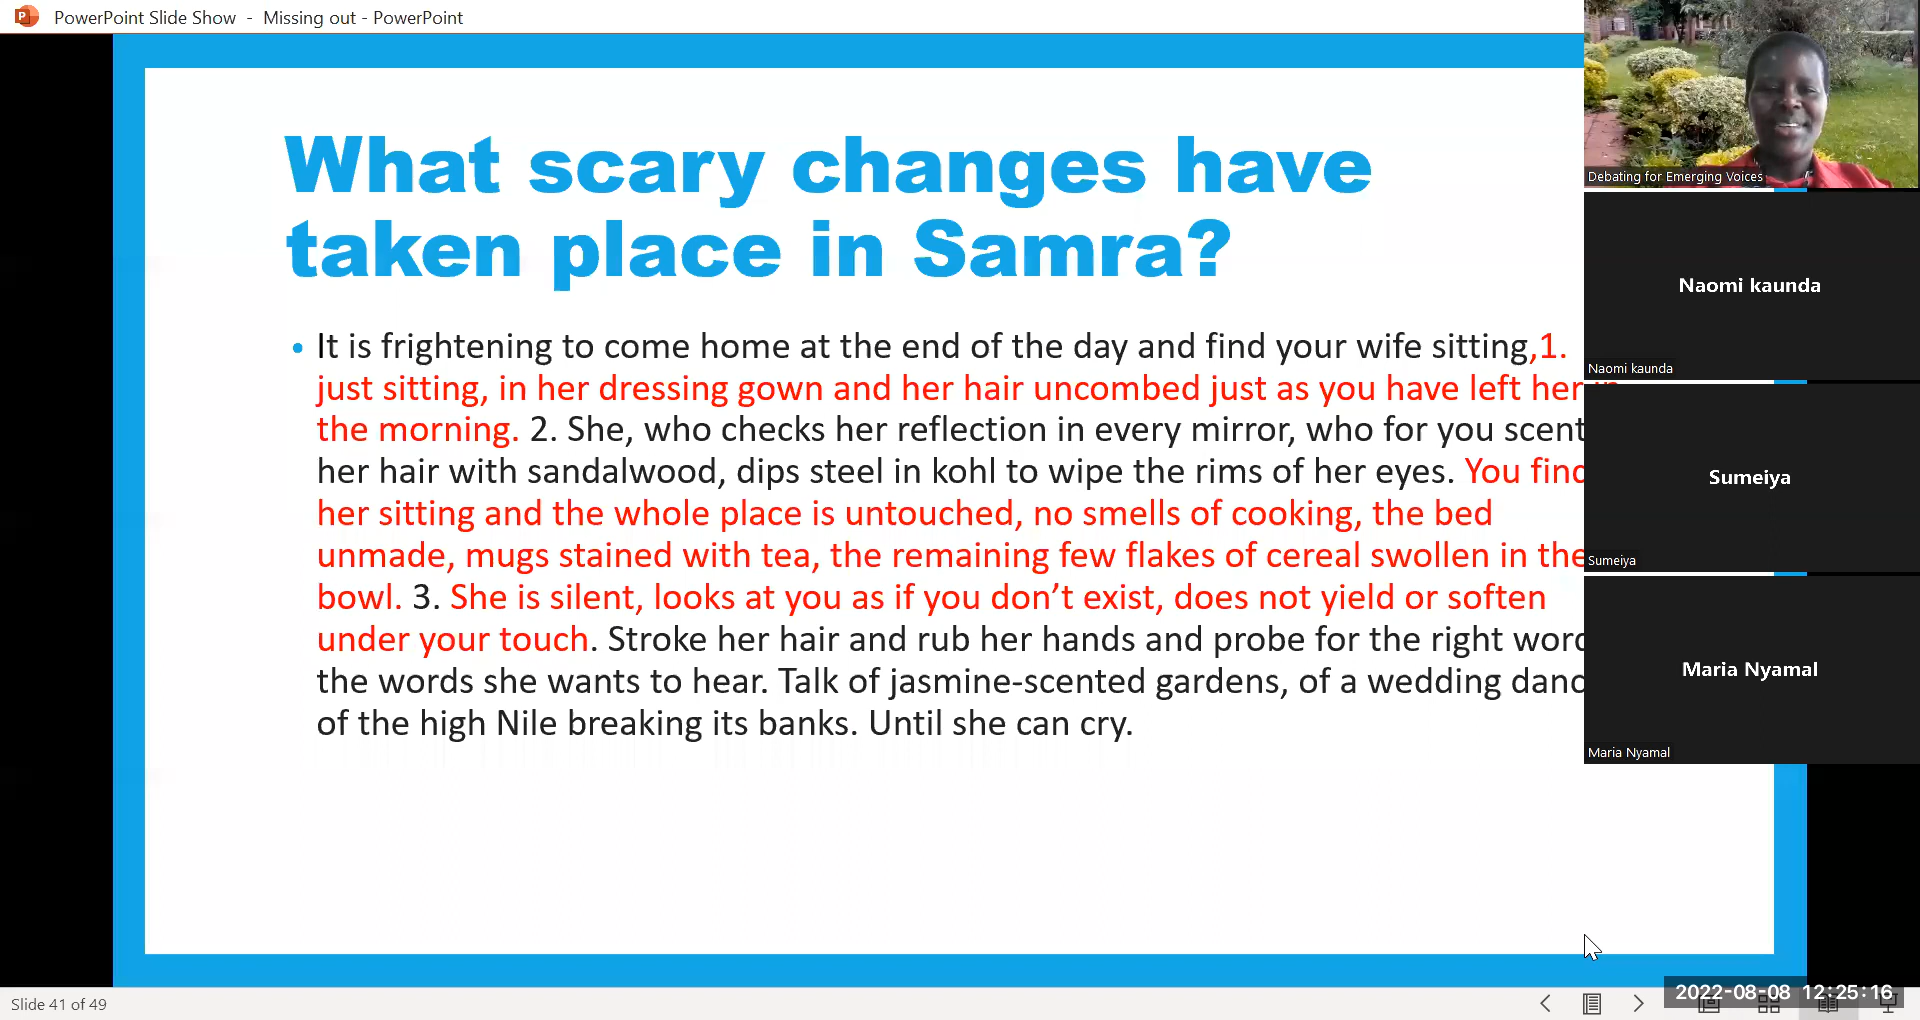 PowerPoint Slide Show - Missing out - PowerPoint
What scary changes have
taken place in Samra?
• It is frightening to come home at the end of the day and find your wife sitting,1.
just sitting, in her dressing gown and her hair uncombed just as you have left her in
the morning. 2. She, who checks her reflection in every mirror, who for you scent
her hair with sandalwood, dips steel in kohl to wipe the rims of her eyes. You find
her sitting and the whole place is untouched, no smells of cooking, the bed
unmade, mugs stained with tea, the remaining few flakes of cereal swollen in the
bowl. 3. She is silent, looks at you as if you don’t exist, does not yield or soften
under your touch. Stroke her hair and rub her hands and probe for the right
the words she wants to hear. Talk of jasmine-scented gardens, of a wedding
of the high Nile breaking its banks. Until she can cry.
Debating for Emerging Voices
Naomi kaunda
Naomi kaunda
Sumeiya
Sumeiya
Maria Nyamal
Maria Nyamal
Slide 41 of 49
2022-08-08 12:25:16